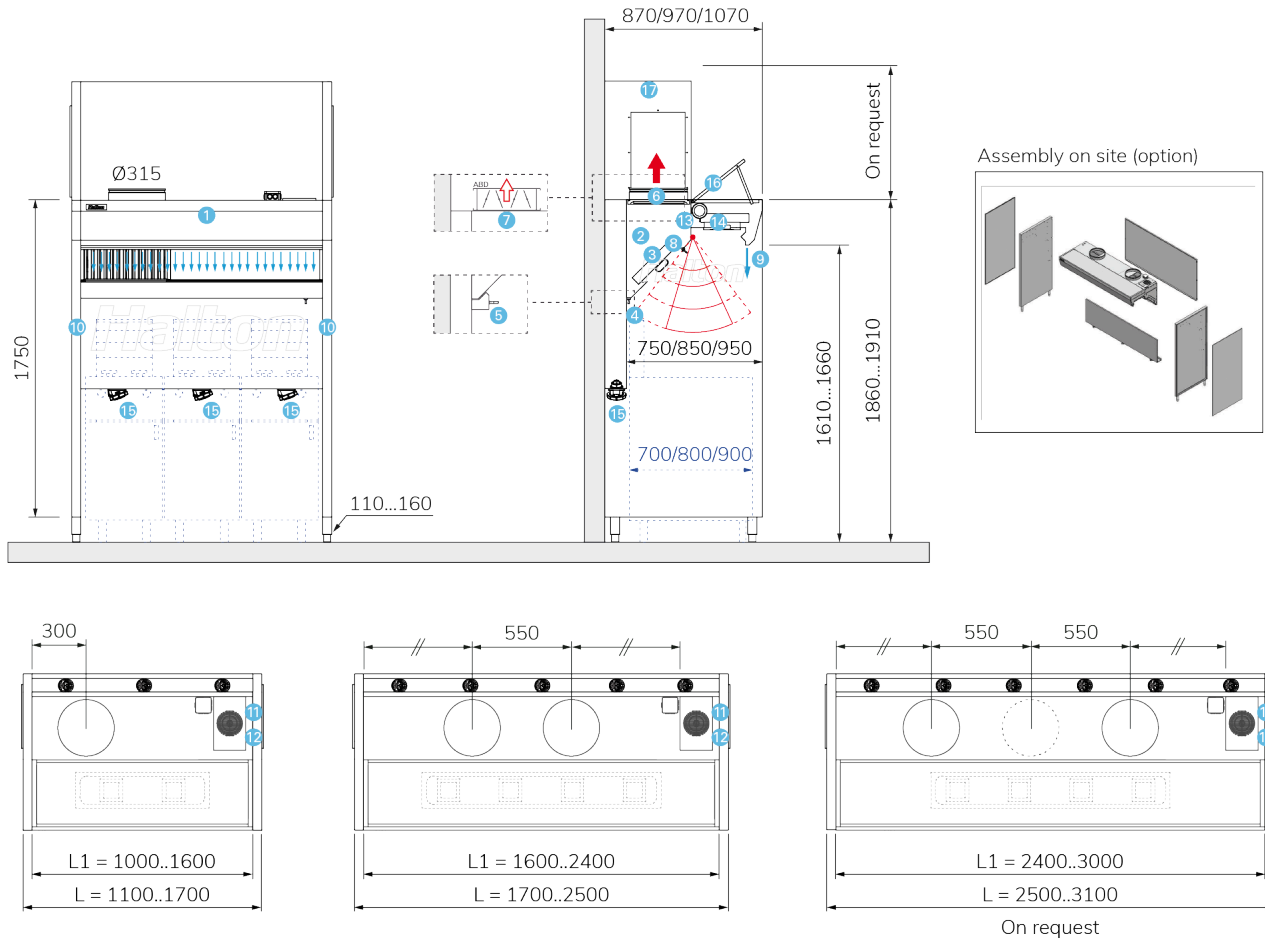 870/970/1070
17
On request
Ø315
Assembly on site (option)
ABD
16
6
7
Halton
1
13
14
2
8
3
9
Halton
5
4
10
Halton
10
750/850/950
1750
1610...1660
1860...1910
15
15
15
15
700/800/900
110...160
300
550
550
550
11
12
11
12
L1 = 1000..1600
L = 1100..1700
L1 = 1600..2400
L = 1700..2500
L1 = 2400..3000
L = 2500..3100
On request